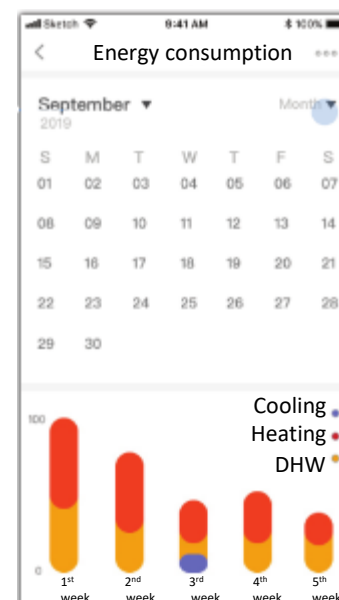 Sketch 9:41 AM 100%
Energy consumption
September Month
2019
S M T W T F S
01 02 03 04 05 06 07
08 09 10 11 12 13 14
15 16 17 18 19 20 21
22 23 24 25 26 27 28
29 30
Cooling
100
Heating
DHW
0
1st 2nd 3rd 4th 5th
week week week week week